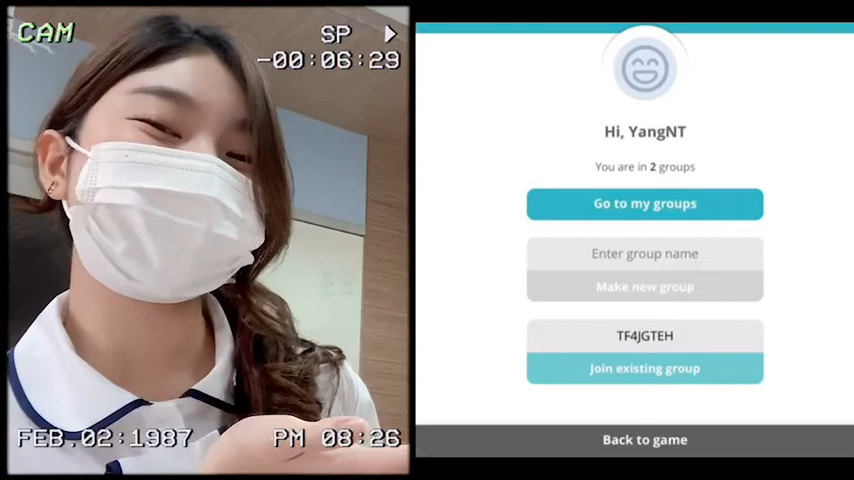 CAM
SP
-00:06:29
FEB.02:1987
PM 08:26
Hi, YangNT
You are in 2 groups
Go to my groups
Enter group name
Make new group
TF4JGTEH
Join existing group
Back to game